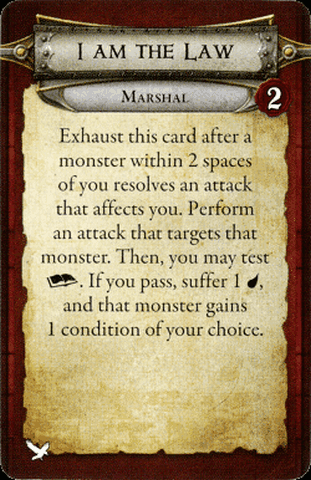 I am the Law
Marshal
2
Exhaust this card after a
monster within 2 spaces
of you resolves an attack
that affects you. Perform
an attack that targets that
monster. Then, you may test
. If you pass, suffer 1 ,
and that monster gains
1 condition of your choice.